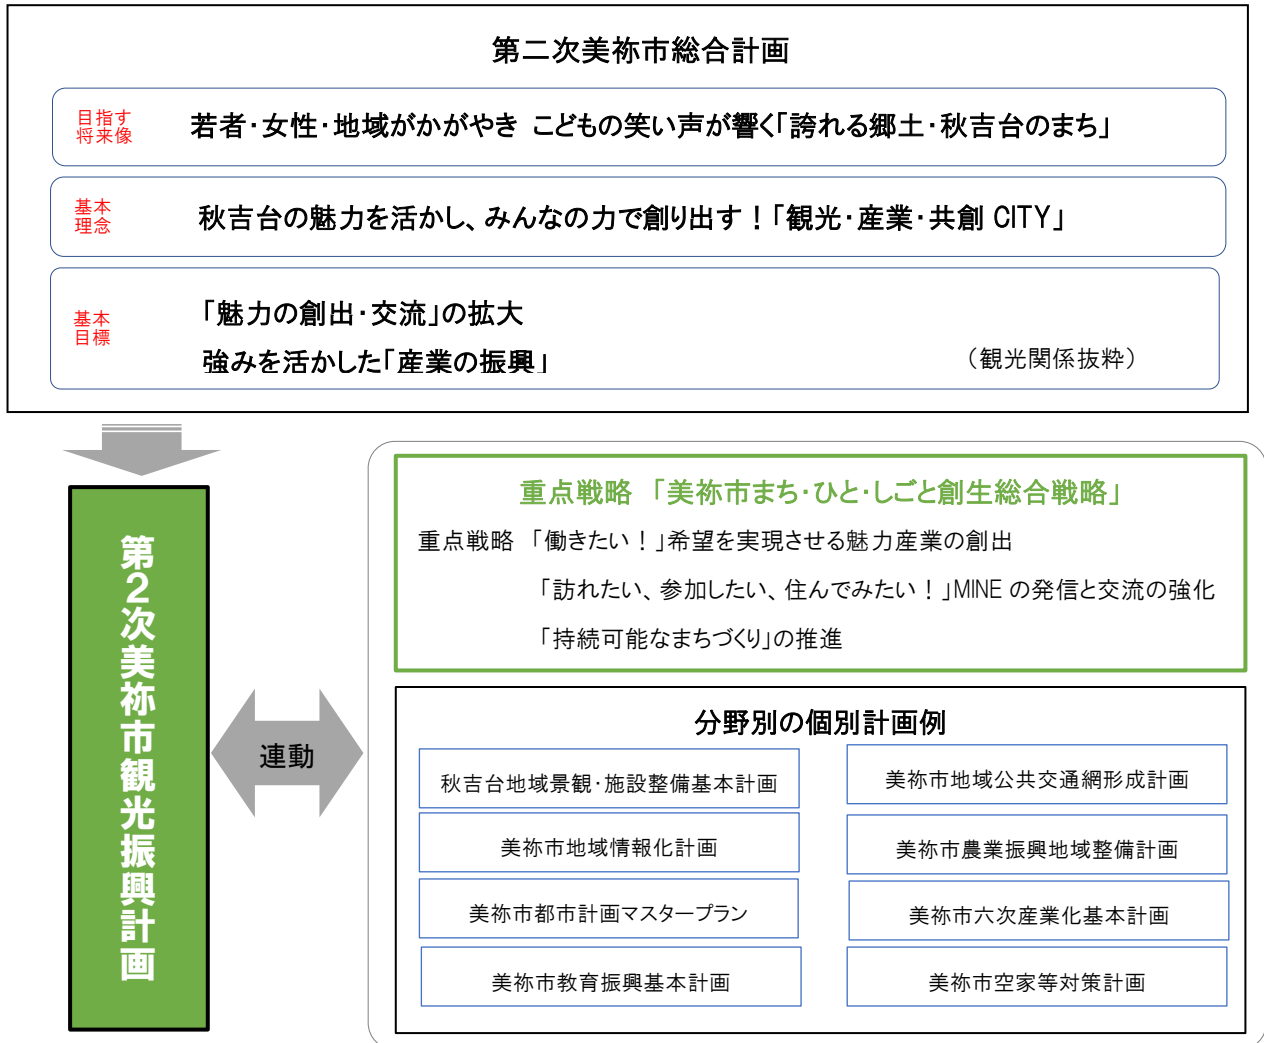 第二次美祢市総合計画
目指す
将来像
若者・女性・地域がかがやき こどもの笑い声が響く「誇れる郷土・秋吉台のまち」
基本
理念
秋吉台の魅力を活かし、みんなの力で創り出す！「観光・産業・共創 CITY」
基本
目標
「魅力の創出・交流」の拡大
強みを活かした「産業の振興」
（観光関係抜粋）
第２次美祢市観光振興計画
連動
重点戦略 「美祢市まち・ひと・しごと創生総合戦略」
重点戦略 「働きたい！」希望を実現させる魅力産業の創出
「訪れたい、参加したい、住んでみたい！」MINE の発信と交流の強化
「持続可能なまちづくり」の推進
分野別の個別計画例
秋吉台地域景観・施設整備基本計画
美祢市地域公共交通網形成計画
美祢市地域情報化計画
美祢市農業振興地域整備計画
美祢市都市計画マスタープラン
美祢市六次産業化基本計画
美祢市教育振興基本計画
美祢市空家等対策計画